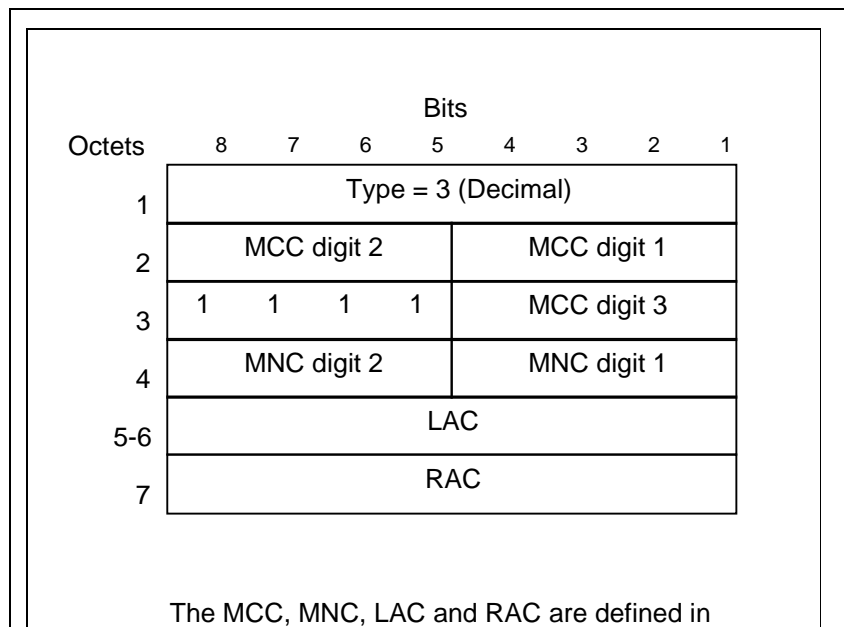 Bits
Octets 8 7 6 5 4 3 2 1
1 Type = 3 (Decimal)
2 MCC digit 2 MCC digit 1
3 1 1 1 1 MCC digit 3
4 MNC digit 2 MNC digit 1
5-6 LAC
7 RAC
The MCC, MNC, LAC and RAC are defined in